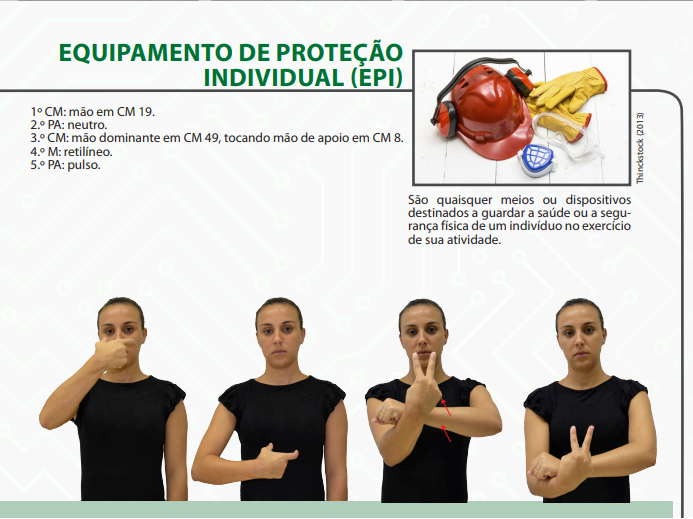 EQUIPAMENTO DE PROTEÇÃO
INDIVIDUAL (EPI)
1º CM: mão em CM 19.
2.º PA: neutro.
3.º CM: mão dominante em CM 49, tocando mão de apoio em CM 8.
4.º M: retilíneo.
5.º PA: pulso.
Thinckstock (2013)
São quaisquer meios ou dispositivos
destinados a guardar a saúde ou a segu-
rança física de um indivíduo no exercício
de sua atividade.